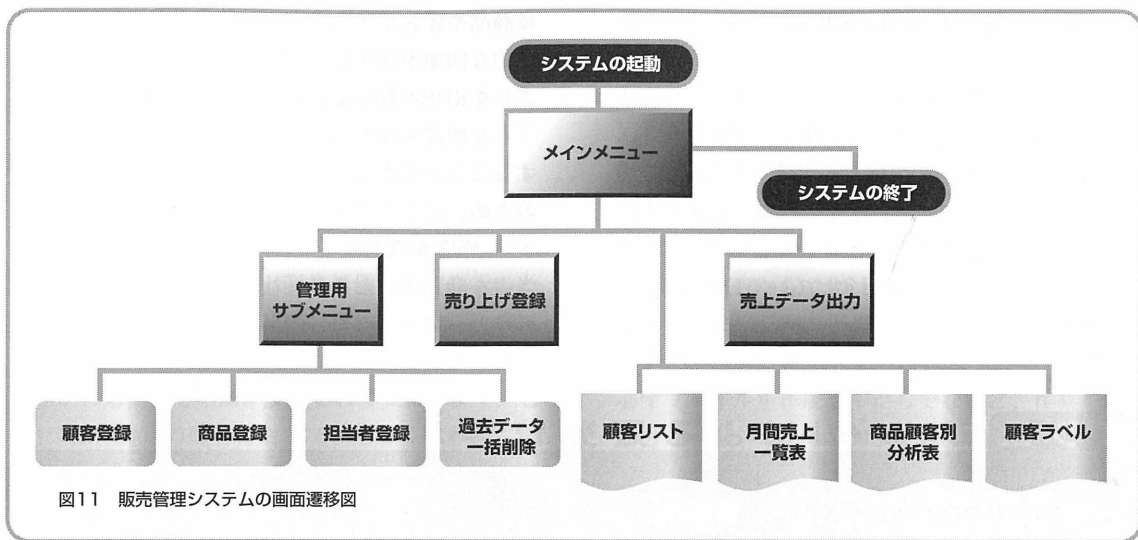 システムの起動
メインメニュー
システムの終了
管理用
サブメニュー
売り上げ登録
売上データ出力
顧客登録
商品登録
担当者登録
過去データ
一括削除
顧客リスト
月間売上
一覧表
商品顧客別
分析表
顧客ラベル
図11 販売管理システムの画面遷移図